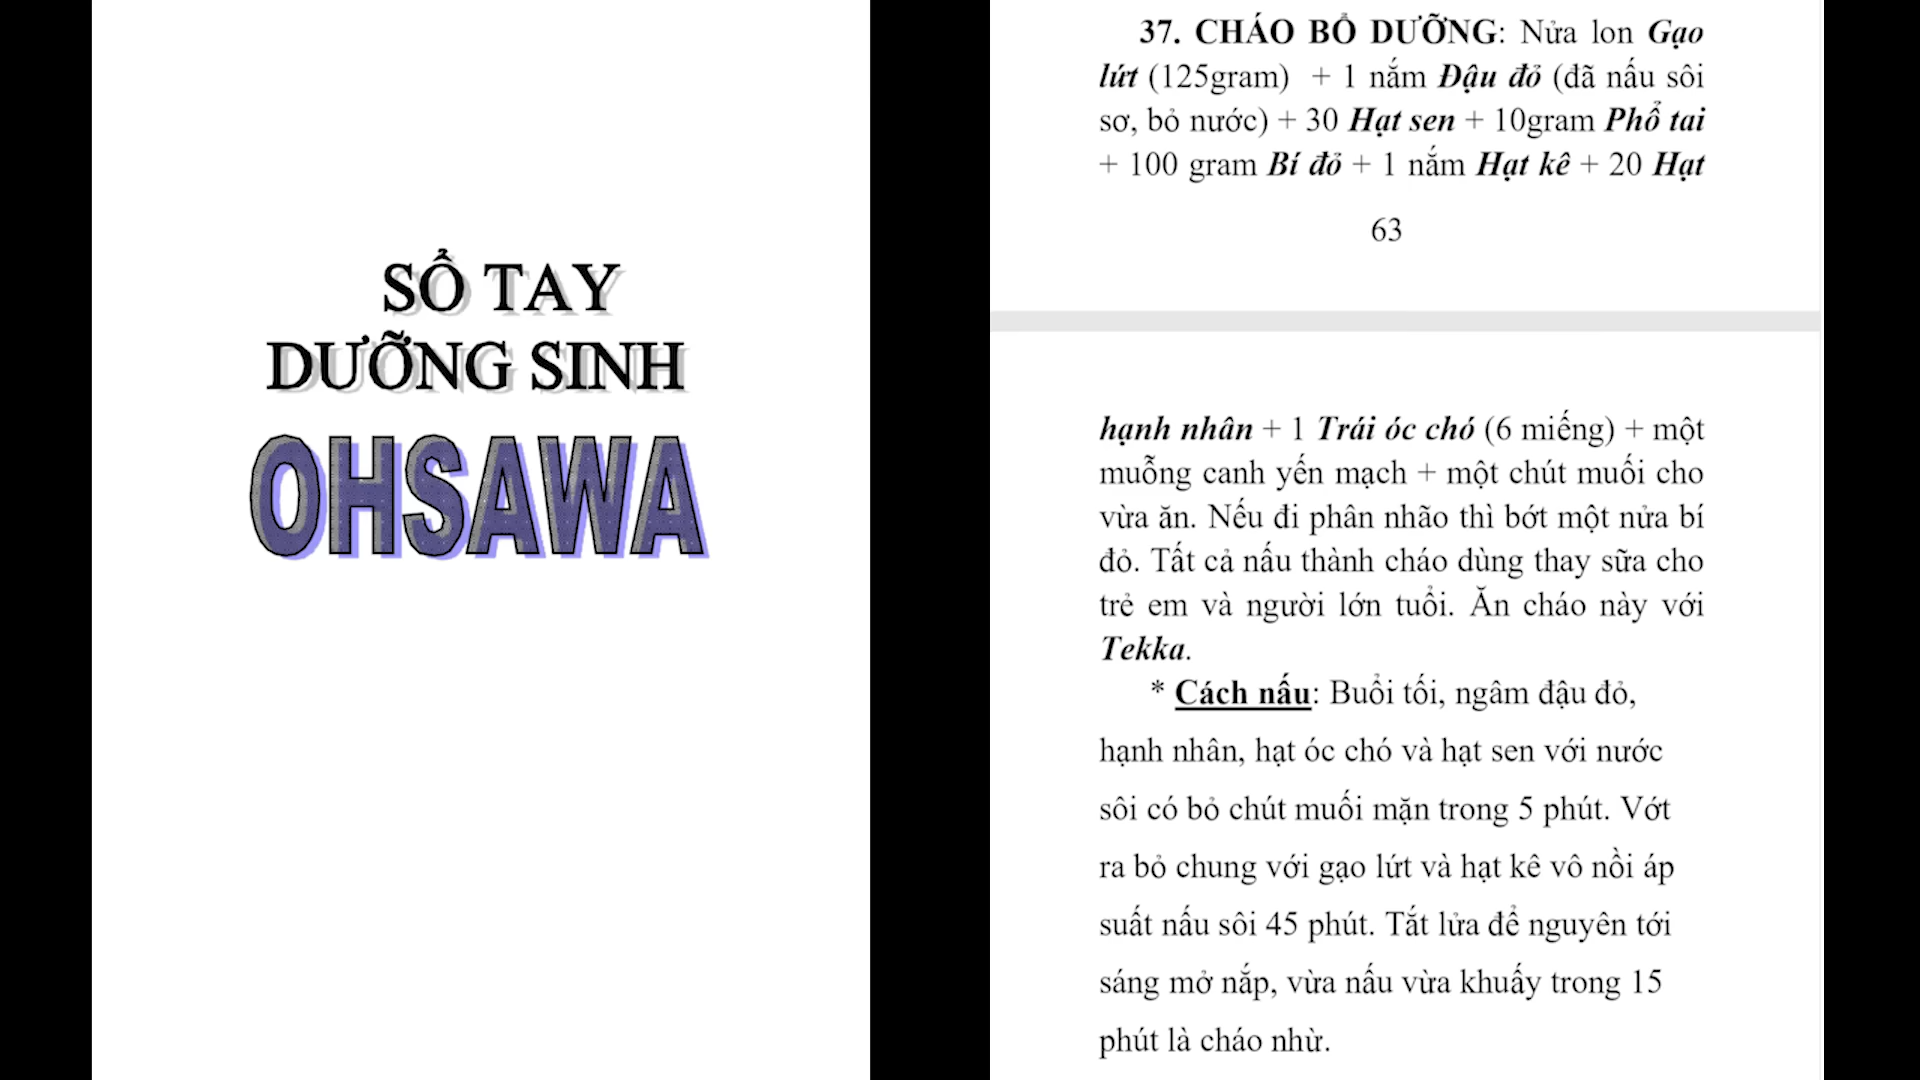 SỔ TAY
DƯỠNG SINH
OHSAWA
37. CHÁO BỔ DƯỠNG: Nửa lon Gạo
lứt (125gram) + 1 nắm Đậu đỏ (đã nấu sôi
sơ, bỏ nước) + 30 Hạt sen + 10gram Phổ tai
+ 100 gram Bí đỏ + 1 nắm Hạt kê + 20 Hạt
63
hạnh nhân + 1 Trái óc chó (6 miếng) + một
muỗng canh yến mạch + một chút muối cho
vừa ăn. Nếu đi phân nhão thì bớt một nửa bí
đỏ. Tất cả nấu thành cháo dùng thay sữa cho
trẻ em và người lớn tuổi. Ăn cháo này với
Tekka.
* Cách nấu: Buổi tối, ngâm đậu đỏ,
hạnh nhân, hạt óc chó và hạt sen với nước
sôi có bỏ chút muối mặn trong 5 phút. Vớt
ra bỏ chung với gạo lứt và hạt kê vô nồi áp
suất nấu sôi 45 phút. Tắt lửa để nguyên tới
sáng mở nắp, vừa nấu vừa khuấy trong 15
phút là cháo nhừ.